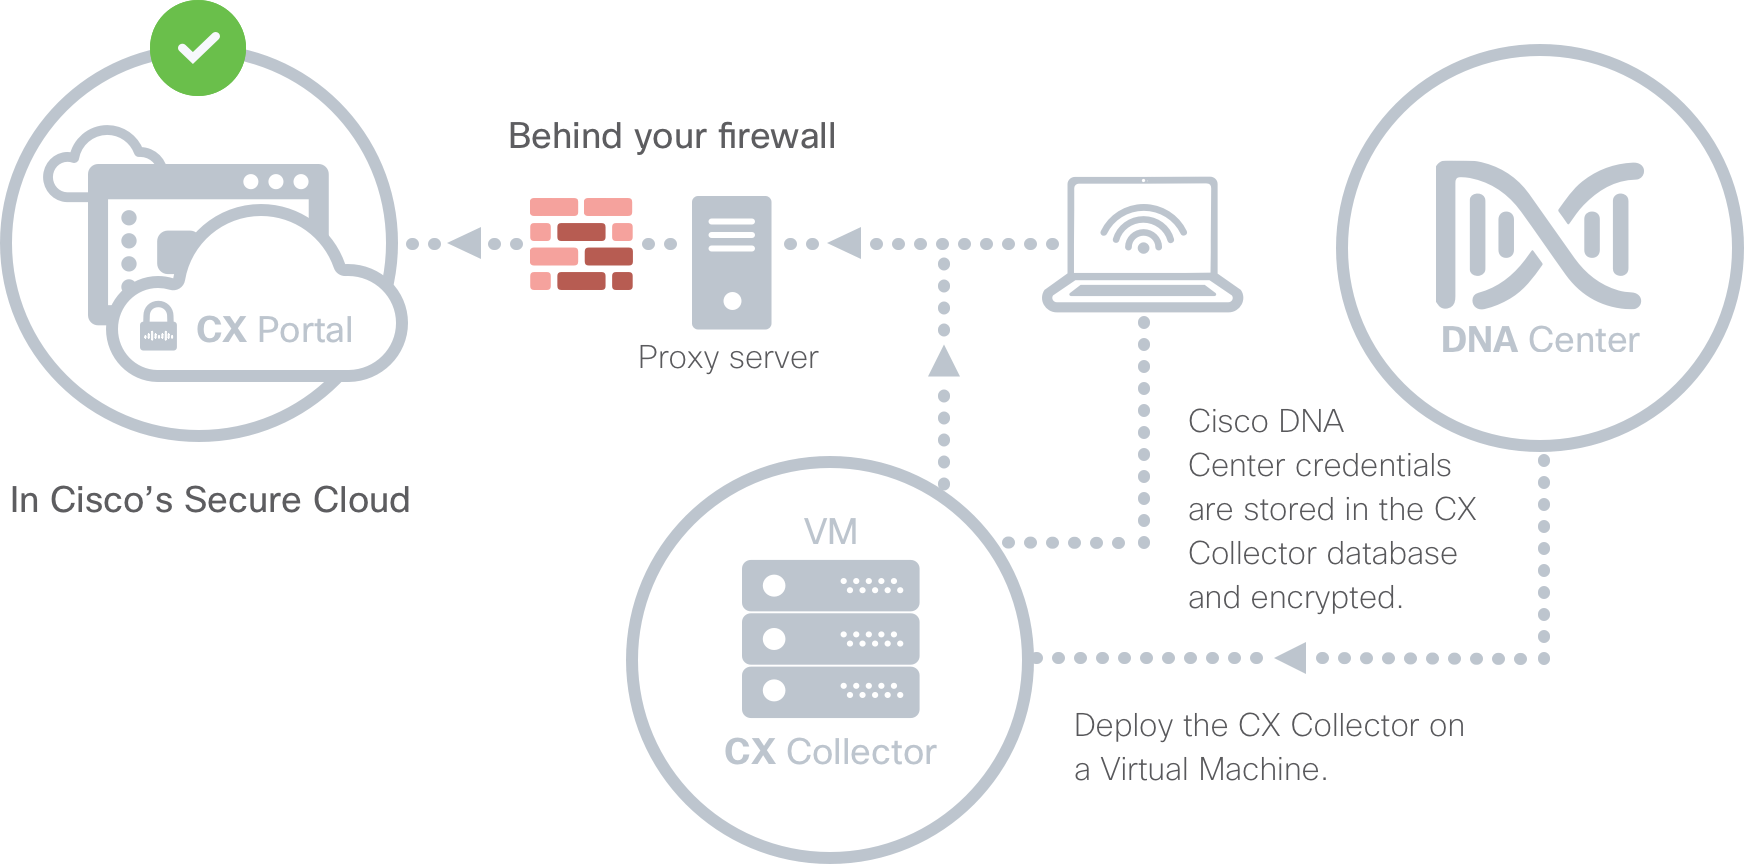 Behind your firewall
CX Portal
Proxy server
In Cisco’s Secure Cloud
DNA Center
Cisco DNA
Center credentials
are stored in the CX
Collector database
and encrypted.
VM
CX Collector
Deploy the CX Collector on
a Virtual Machine.